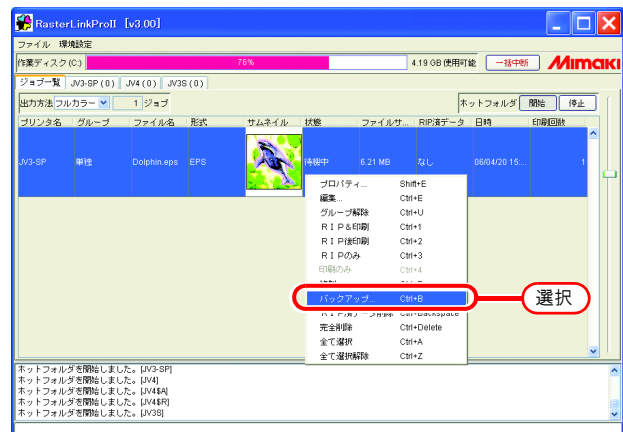 RasterLinkProII [v3.00]
ファイル 環境設定
作業ディスク(C:) 76% 4.19 GB 使用可能 一括中断 Mimaki
ジョブ一覧 JV3-SP ( 0 ) JV4 ( 0 ) JV3S ( 0 )
出力方法 フルカラー 1 ジョブ ホットフォルダ 開始 停止
プリンタ名 グループ ファイル名 形式 サムネイル 状態 ファイルサ... RIP済データ 日時 印刷回数
JV3-SP 単独 Dolphin.eps EPS 待機中 6.21 MB なし 06/04/20 15:... 1
プロパティ... Shift+E
編集... Ctrl+E
グループ解除 Ctrl+U
ＲＩＰ＆印刷 Ctrl+1
ＲＩＰ後印刷 Ctrl+2
ＲＩＰのみ Ctrl+3
印刷のみ Ctrl+4
バックアップ... Ctrl+B 選択
ＲＩＰ済データ削除 Ctrl+Backspace
完全削除 Ctrl+Delete
全て選択 Ctrl+A
全て選択解除 Ctrl+Z
ホットフォルダを開始しました。[JV3-SP]
ホットフォルダを開始しました。[JV4]
ホットフォルダを開始しました。[JV4$A]
ホットフォルダを開始しました。[JV4$R]
ホットフォルダを開始しました。[JV3S]